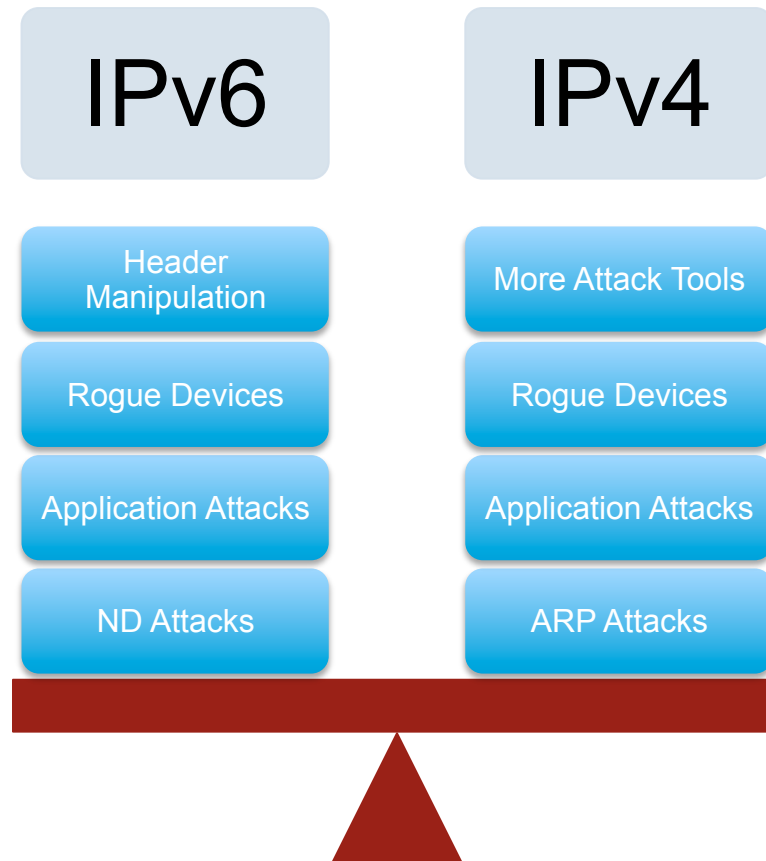 IPv6
IPv4
Header
Manipulation
More Attack Tools
Rogue Devices
Rogue Devices
Application Attacks
Application Attacks
ND Attacks
ARP Attacks